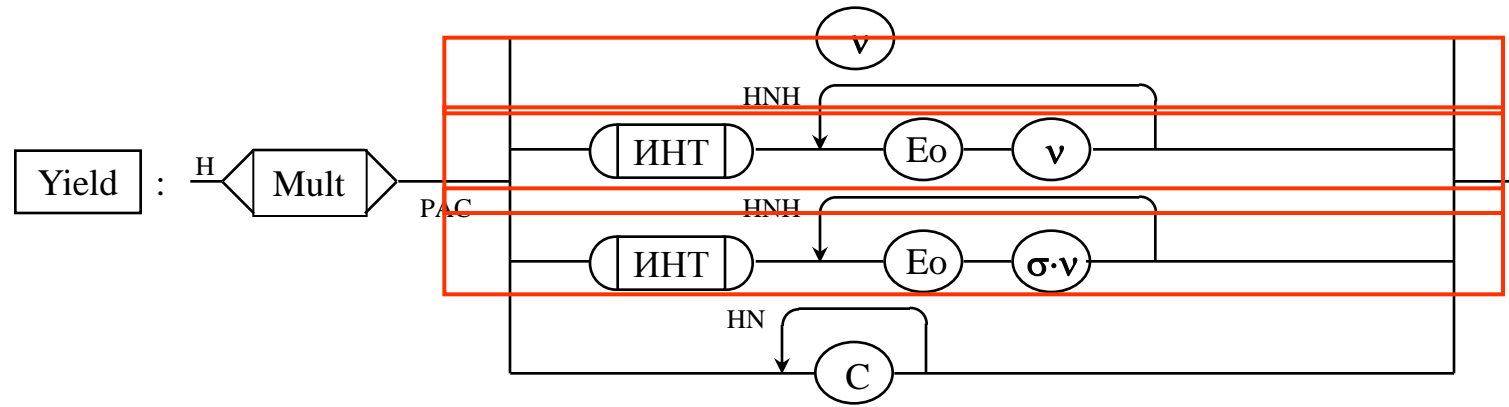 ν
HNH
ИНТ Eo ν
Yield : H Mult
PAC HNH
ИНТ Eo σ·ν
HN
C